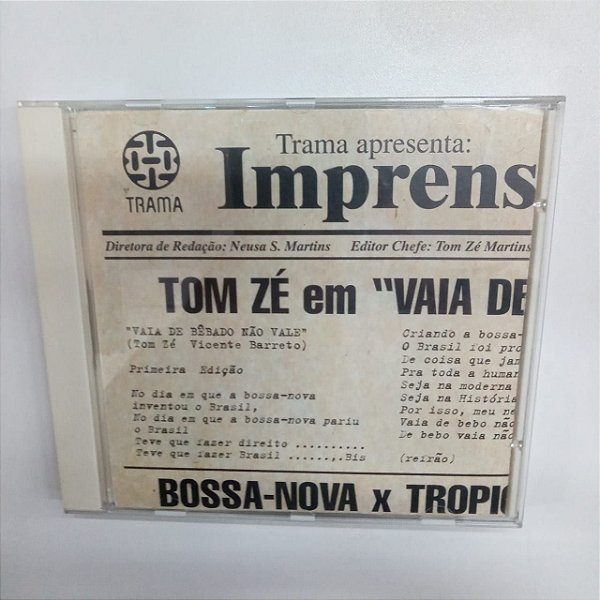 TRAMA
Trama apresenta:
Imprens
Diretora de Redação: Neusa S. Martins Editor Chefe: Tom Zé Martins
TOM ZÉ em "VAIA DE
"VAIA DE BÊBADO NÃO VALE"
(Tom Zé Vicente Barreto)
Primeira Edição
No dia em que a bossa-nova
inventou o Brasil,
No dia em que a bossa-nova pariu
o Brasil
Teve que fazer direito ..........
Teve que fazer Brasil ......,.Bis
Criando a bossa-
O Brasil foi pro
De coisa que jam
Pra toda a human
Seja na moderna
Seja na Históri
Por isso, meu ne
Vaia de bebo não
De bebo vaia não
(refrão)
BOSSA-NOVA x TROPIC